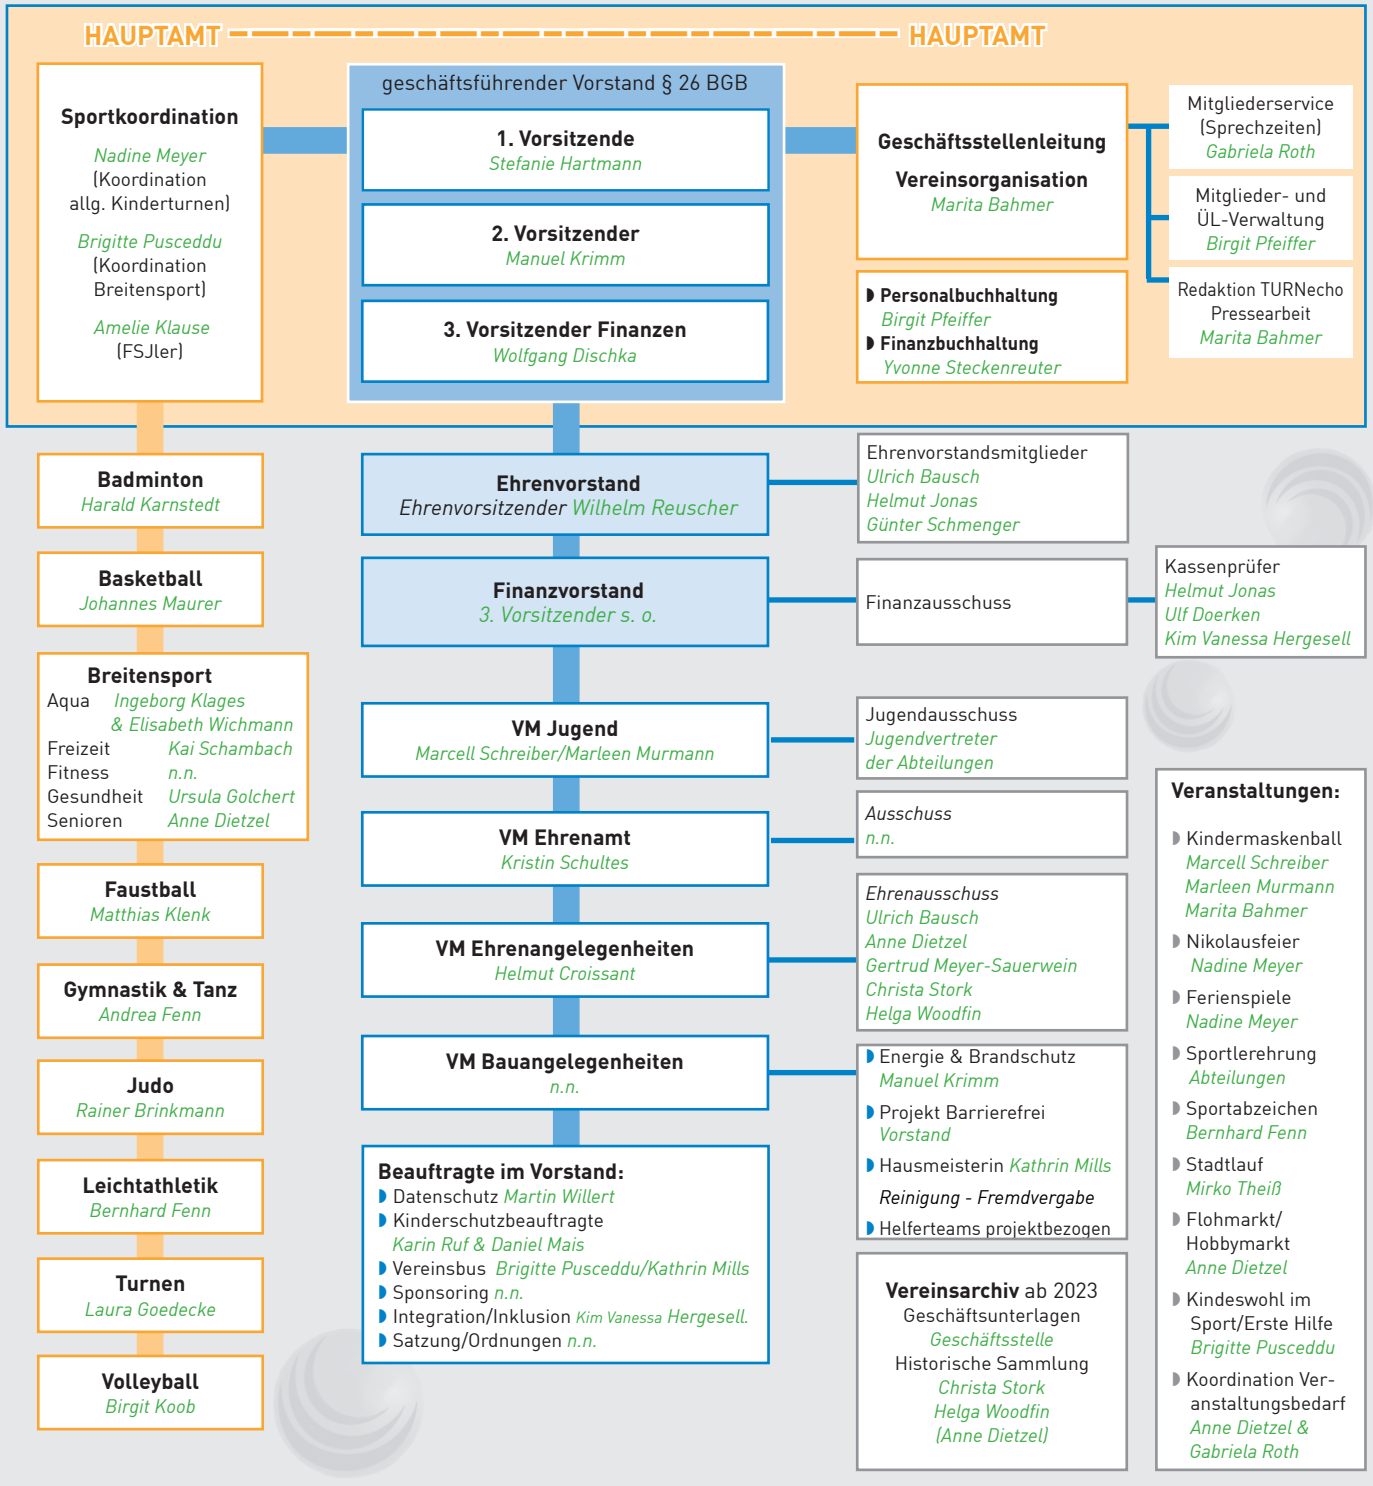 HAUPTAMT
HAUPTAMT
Sportkoordination
Nadine Meyer
(Koordination
allg. Kinderturnen)
Brigitte Pusceddu
(Koordination
Breitensport)
Amelie Klause
(FSJler)
geschäftsführender Vorstand § 26 BGB
1. Vorsitzende
Stefanie Hartmann
2. Vorsitzender
Manuel Krimm
3. Vorsitzender Finanzen
Wolfgang Dischka
Geschäftsstellenleitung
Vereinsorganisation
Marita Bahmer
Personalbuchhaltung
Birgit Pfeiffer
Finanzbuchhaltung
Yvonne Steckenreuter
Mitgliederservice
(Sprechzeiten)
Gabriela Roth
Mitglieder- und
ÜL-Verwaltung
Birgit Pfeiffer
Redaktion TURNecho
Pressearbeit
Marita Bahmer
Badminton
Harald Karnstedt
Basketball
Johannes Maurer
Breitensport
Aqua Ingeborg Klages
& Elisabeth Wichmann
Freizeit Kai Schambach
Fitness n.n.
Gesundheit Ursula Golchert
Senioren Anne Dietzel
Faustball
Matthias Klenk
Gymnastik & Tanz
Andrea Fenn
Judo
Rainer Brinkmann
Leichtathletik
Bernhard Fenn
Turnen
Laura Goedecke
Volleyball
Birgit Koob
Ehrenvorstand
Ehrenvorsitzender Wilhelm Reuscher
Finanzvorstand
3. Vorsitzender s. o.
VM Jugend
Marcell Schreiber/Marleen Murmann
VM Ehrenamt
Kristin Schultes
VM Ehrenangelegenheiten
Helmut Croissant
VM Bauangelegenheiten
n.n.
Beauftragte im Vorstand:
Datenschutz Martin Willert
Kinderschutzbeauftragte
Karin Ruf & Daniel Mais
Vereinsbus Brigitte Pusceddu/Kathrin Mills
Sponsoring n.n.
Integration/Inklusion Kim Vanessa Hergesell.
Satzung/Ordnungen n.n.
Ehrenvorstandsmitglieder
Ulrich Bausch
Helmut Jonas
Günter Schmenger
Finanzausschuss
Kassenprüfer
Helmut Jonas
Ulf Doerken
Kim Vanessa Hergesell
Jugendausschuss
Jugendvertreter
der Abteilungen
Ausschuss
n.n.
Ehrenausschuss
Ulrich Bausch
Anne Dietzel
Gertrud Meyer-Sauerwein
Christa Stork
Helga Woodfin
Energie & Brandschutz
Manuel Krimm
Projekt Barrierefrei
Vorstand
Hausmeisterin Kathrin Mills
Reinigung - Fremdvergabe
Helferteams projektbezogen
Vereinsarchiv ab 2023
Geschäftsunterlagen
Geschäftsstelle
Historische Sammlung
Christa Stork
Helga Woodfin
(Anne Dietzel)
Veranstaltungen:
Kindermaskenball
Marcell Schreiber
Marleen Murmann
Marita Bahmer
Nikolausfeier
Nadine Meyer
Ferienspiele
Nadine Meyer
Sportlerehrung
Abteilungen
Sportabzeichen
Bernhard Fenn
Stadtlauf
Mirko Theiß
Flohmarkt/
Hobbymarkt
Anne Dietzel
Kindeswohl im
Sport/Erste Hilfe
Brigitte Pusceddu
Koordination Ver-
anstaltungsbedarf
Anne Dietzel &
Gabriela Roth